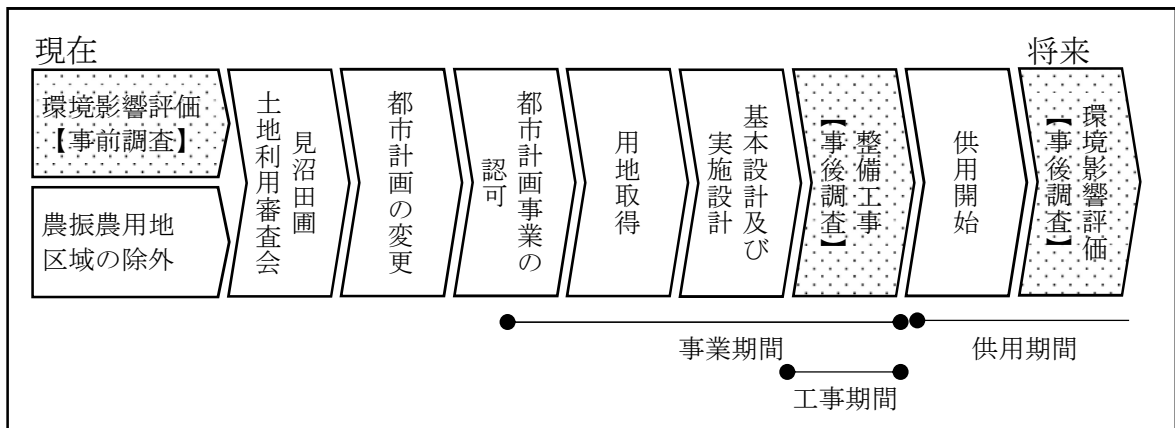 現在
将来
環境影響評価
【事前調査】
農振農用地
区域の除外
見沼田圃
土地利用審査会
都市計画の変更
都市計画事業の
認可
用地取得
基本設計及び
実施設計
整備工事
【事後調査】
供用開始
環境影響評価
【事後調査】
事業期間
供用期間
工事期間